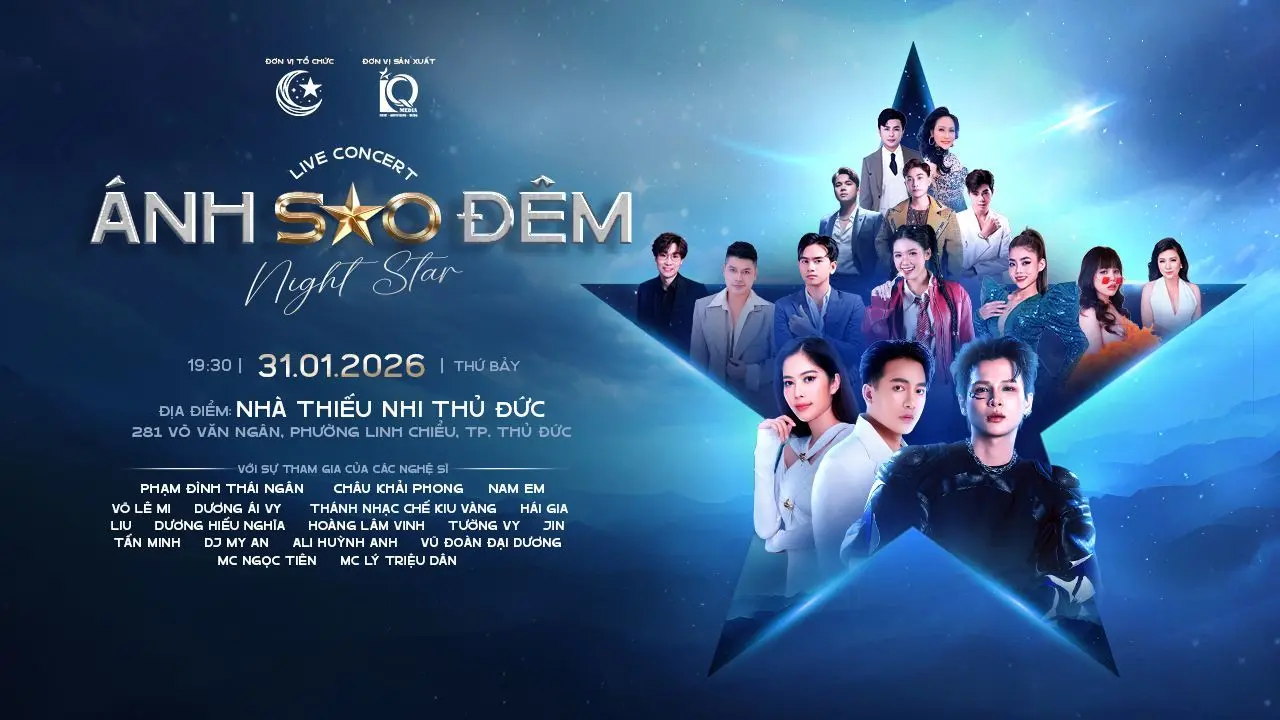 ĐƠN VỊ TỔ CHỨC
ĐƠN VỊ SẢN XUẤT
IQ
MEDIA
LIVE CONCERT
ÁNH SAO ĐÊM
Night Star
19:30 | 31.01.2026 | THỨ BẢY
ĐỊA ĐIỂM: NHÀ THIẾU NHI THỦ ĐỨC
281 VÕ VĂN NGÂN, PHƯỜNG LINH CHIỂU, TP. THỦ ĐỨC
VỚI SỰ THAM GIA CỦA CÁC NGHỆ SĨ
PHẠM ĐÌNH THÁI NGÂN CHÂU KHẢI PHONG NAM EM
VÕ LÊ MI DƯƠNG ÁI VY THÁNH NHẠC CHẾ KIU VÀNG HẢI GIA
LIU DƯƠNG HIẾU NGHĨA HOÀNG LÂM VINH TƯỜNG VY JIN
TẤN MINH DJ MY AN ALI HUỲNH ANH VŨ ĐOÀN ĐẠI DƯƠNG
MC NGỌC TIÊN MC LÝ TRIỆU DÂN